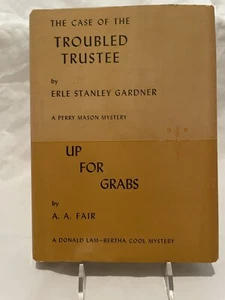 THE CASE OF THE
TROUBLED
TRUSTEE
by
ERLE STANLEY GARDNER
A PERRY MASON MYSTERY
UP
FOR
GRABS
by
A. A. FAIR
A DONALD LAM–BERTHA COOL MYSTERY